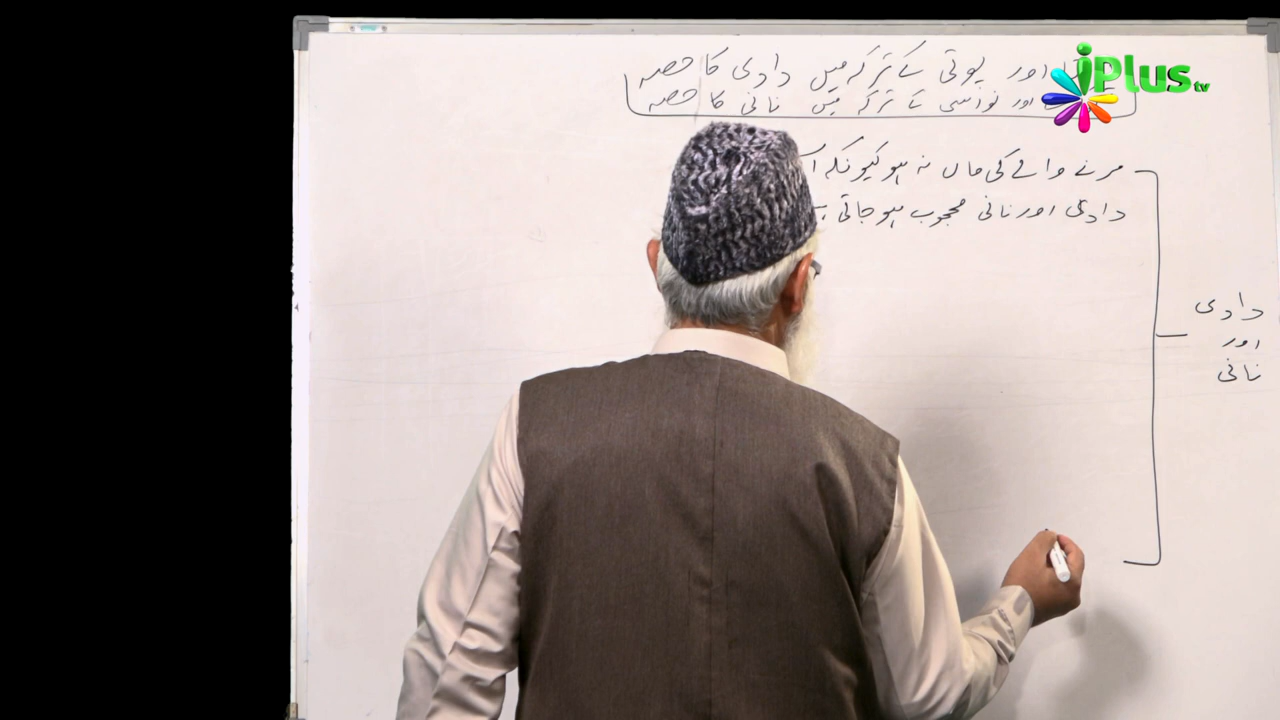 اور پوتی کے ترکہ میں دادی کا حصہ
اور نواسی کے ترکہ میں نانی کا حصہ
iPlus tv
مرنے والے کی ماں نہ ہو کیونکہ
دادی اور نانی محجوب ہو جاتی
دادی
اور
نانی